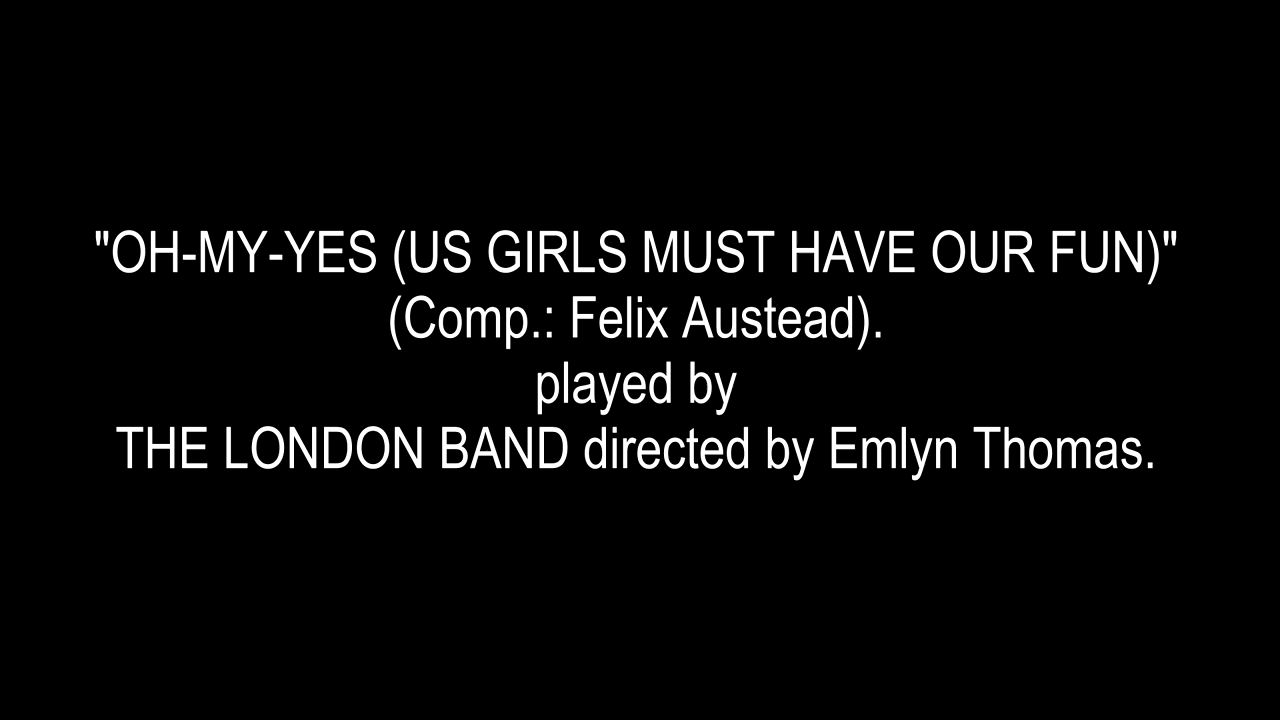 "OH-MY-YES (US GIRLS MUST HAVE OUR FUN)"
(Comp.: Felix Austead).
played by
THE LONDON BAND directed by Emlyn Thomas.